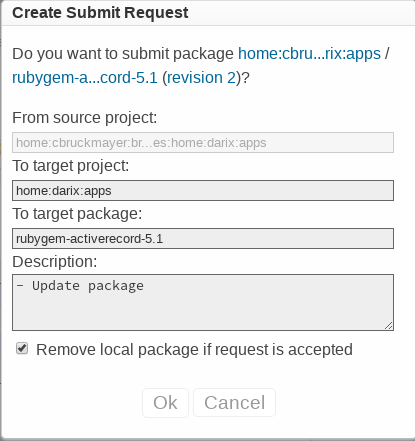 Create Submit Request
Do you want to submit package home:cbru...rix:apps /
rubygem-a...cord-5.1 (revision 2)?
From source project:
home:cbruckmayer:br...es:home:darix:apps
To target project:
home:darix:apps
To target package:
rubygem-activerecord-5.1
Description:
- Update package
Remove local package if request is accepted
Ok Cancel